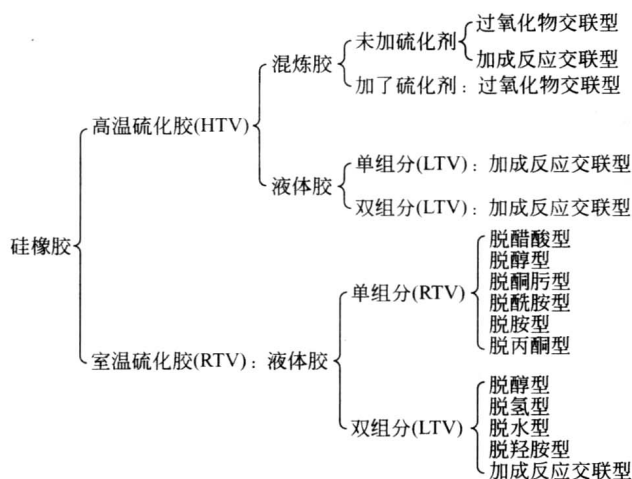 过氧化物交联型
未加硫化剂
加成反应交联型
混炼胶
加了硫化剂：过氧化物交联型
高温硫化胶(HTV)
单组分(LTV)：加成反应交联型
液体胶
双组分(LTV)：加成反应交联型
硅橡胶
脱醋酸型
脱醇型
单组分(RTV)
脱酮肟型
脱酰胺型
脱胺型
脱丙酮型
室温硫化胶(RTV)：液体胶
脱醇型
脱氢型
双组分(LTV)
脱水型
脱羟胺型
加成反应交联型